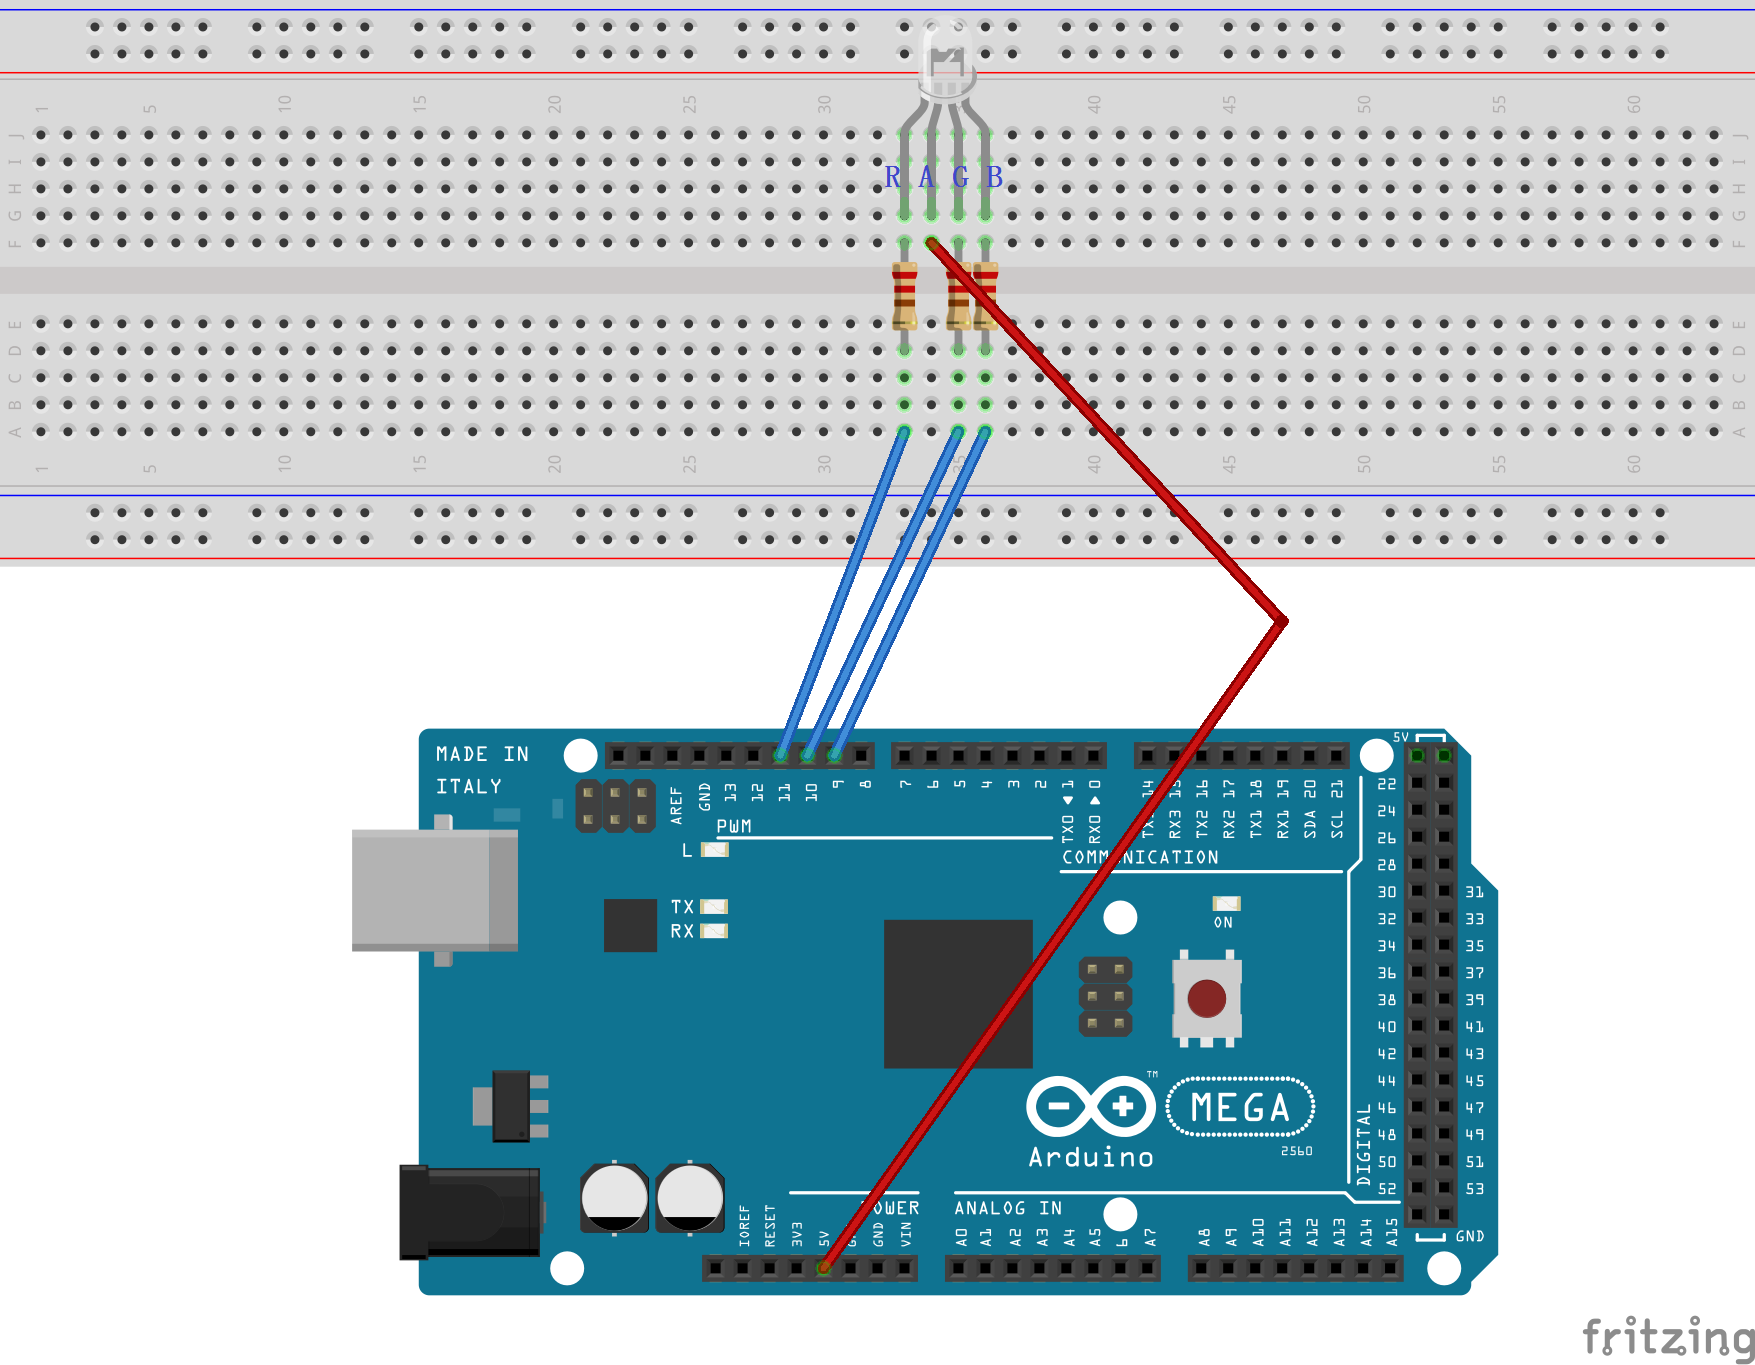 1 5 10 15 20 25 30 35 40 45 50 55 60
J J
I I
H H
R A G B
G G
F F
E E
D D
C C
B B
A A
1 5 10 15 20 25 30 35 40 45 50 55 60
MADE IN
ITALY
AREF GND 13 12 11 10 9 8 7 6 5 4 3 2 TX0 1 RX0 0 TX3 14 RX3 15 TX2 16 RX2 17 TX1 18 RX1 19 SDA 20 SCL 21
PWM
COMMUNICATION
L
TX
RX
ON
5V
22
24
26
28
30 31
32 33
34 35
36 37
38 39
40 41
42 43
44 45
46 47
48 49
50 51
52 53
GND
DIGITAL
TM
MEGA
2560
Arduino
POWER
ANALOG IN
IOREF RESET 3V3 5V GND GND VIN A0 A1 A2 A3 A4 A5 6 A7 A8 A9 A10 A11 A12 A13 A14 A15
fritzing